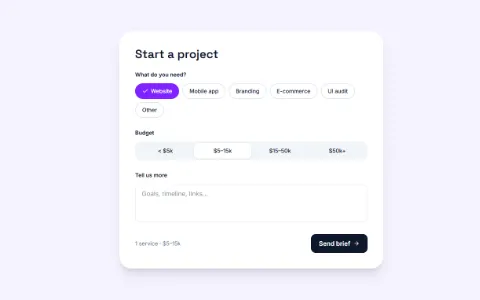 Start a project
What do you need?
Website Mobile app Branding E-commerce UI audit
Other
Budget
< $5k $5–15k $15–50k $50k+
Tell us more
Goals, timeline, links...
1 service · $5–15k Send brief →